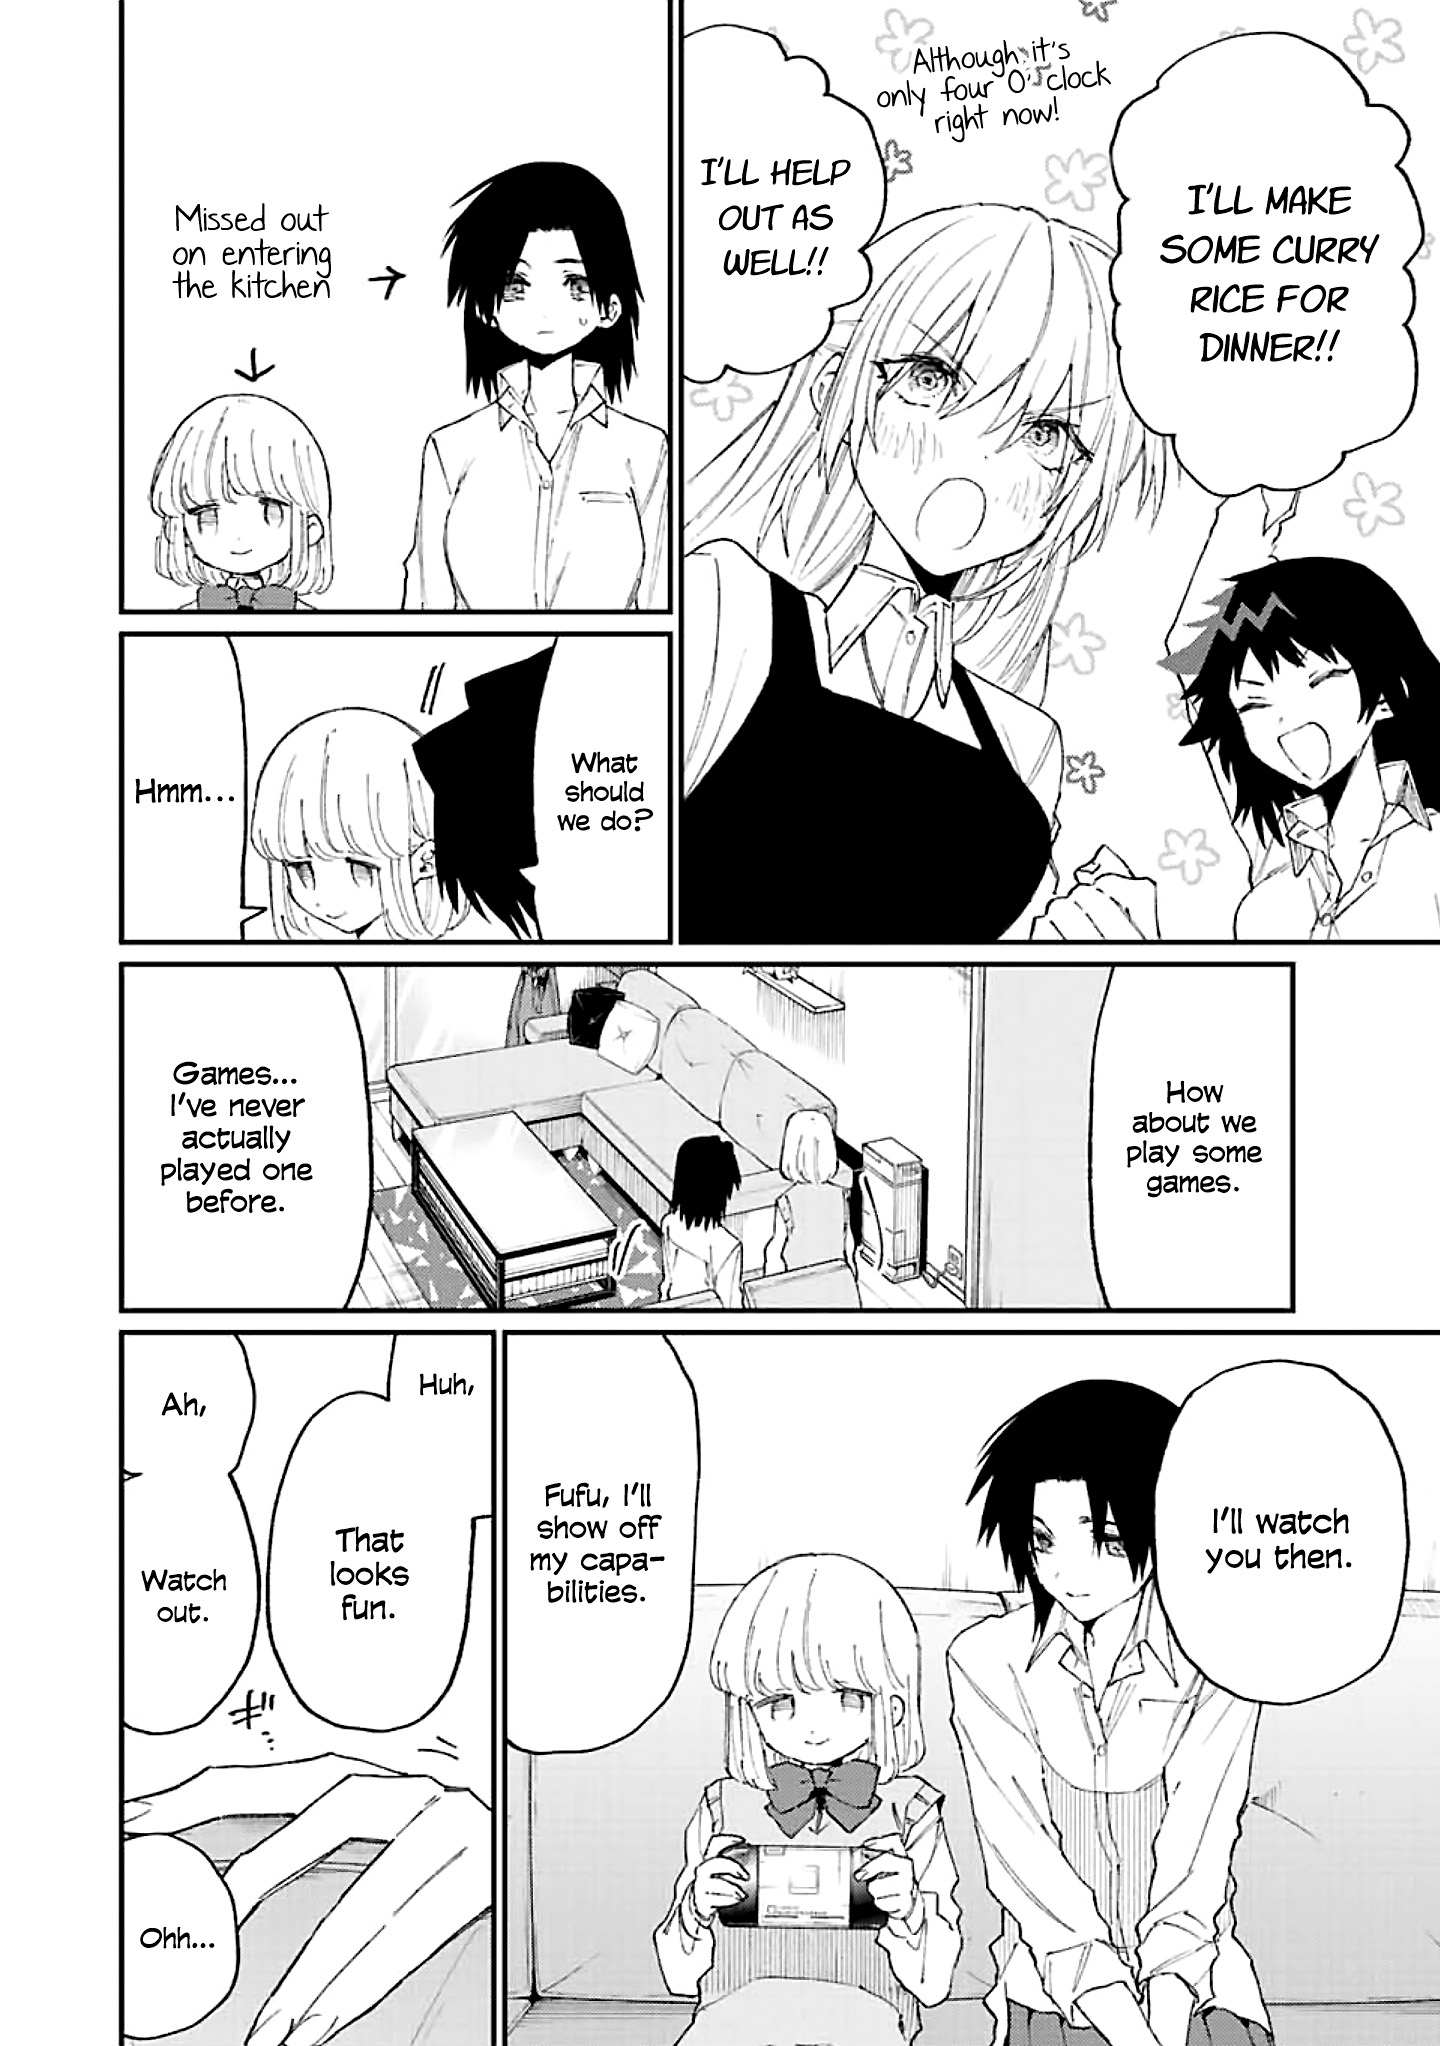 I'LL MAKE
SOME CURRY
RICE FOR
DINNER!!
Although it's
only four O' clock
right now!
I'LL HELP
OUT AS
WELL!!
Missed out
on entering
the kitchen
What
should
we do?
Hmm...
How
about we
play some
games.
Games...
I've never
actually
played one
before.
I'll watch
you then.
Fufu, I'll
show off
my capa-
bilities.
Huh,
That
looks
fun.
Ah,
Watch
out.
ギシ
Ohh...